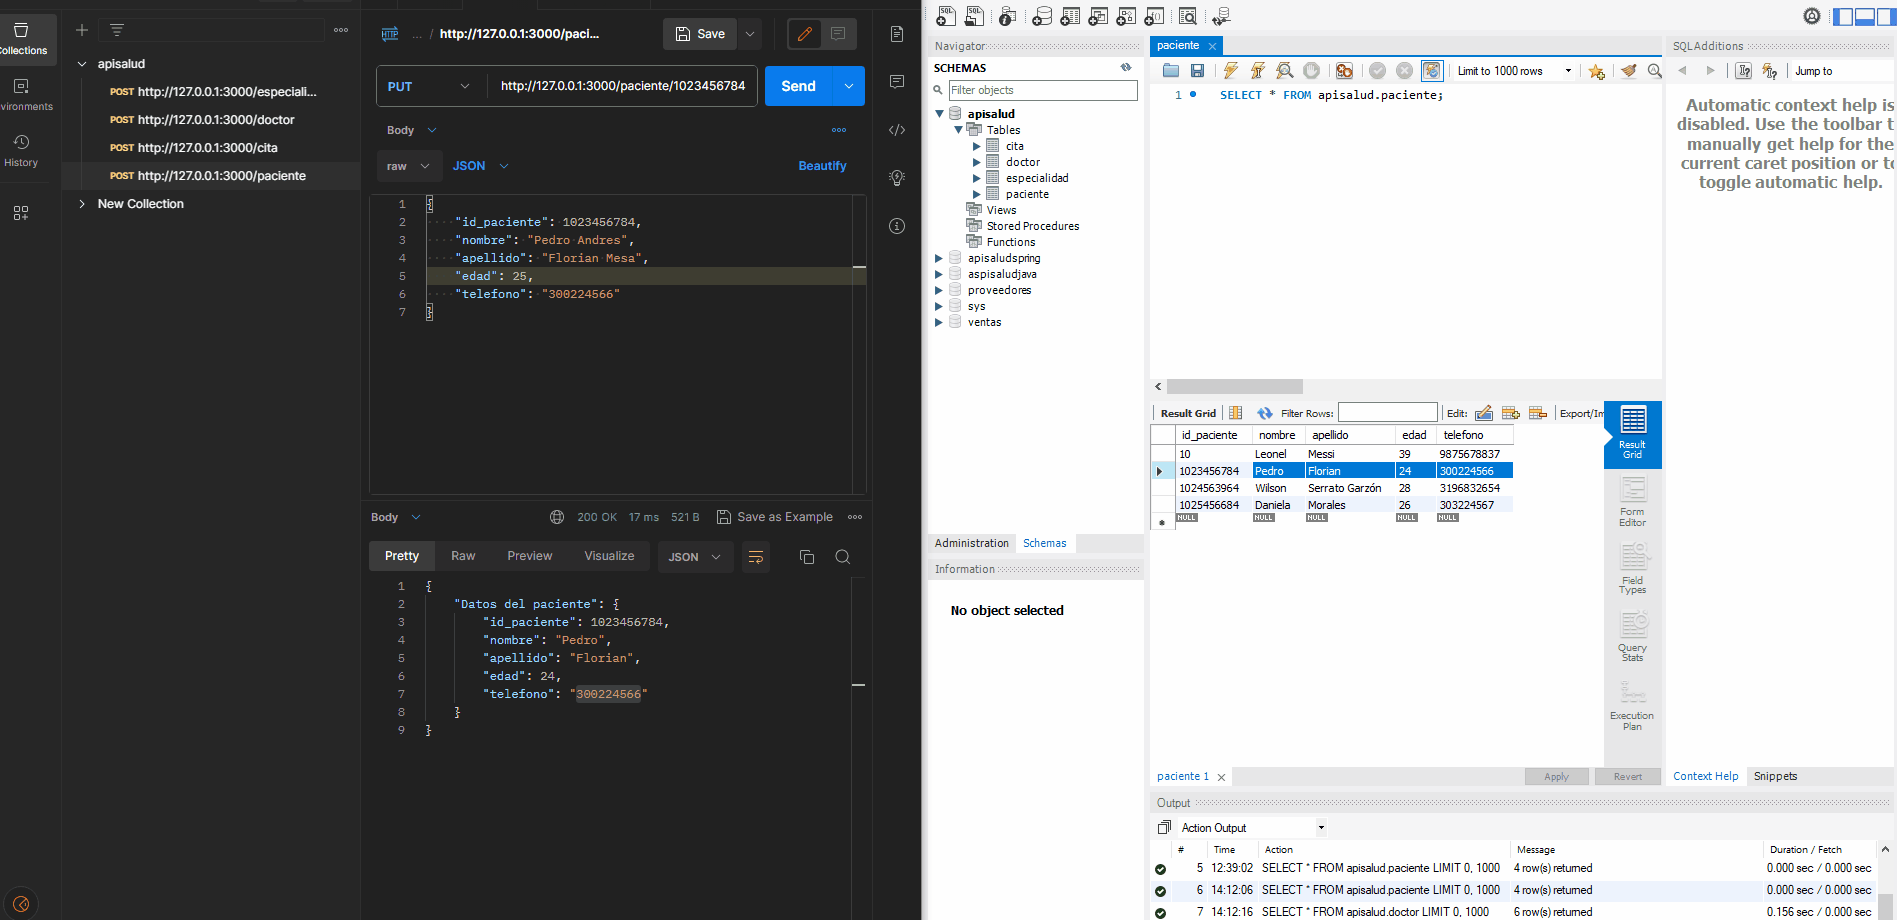 Collections
Environments
History
apisalud
POST http://127.0.0.1:3000/especiali...
POST http://127.0.0.1:3000/doctor
POST http://127.0.0.1:3000/cita
POST http://127.0.0.1:3000/paciente
New Collection
HTTP ... / http://127.0.0.1:3000/paci... Save
PUT http://127.0.0.1:3000/paciente/1023456784 Send
Body
raw JSON Beautify
1 {
2 "id_paciente": 1023456784,
3 "nombre": "Pedro Andres",
4 "apellido": "Florian Mesa",
5 "edad": 25,
6 "telefono": "300224566"
7 }
Body 200 OK 17 ms 521 B Save as Example
Pretty Raw Preview Visualize JSON
1 {
2 "Datos del paciente": {
3 "id_paciente": 1023456784,
4 "nombre": "Pedro",
5 "apellido": "Florian",
6 "edad": 24,
7 "telefono": "300224566"
8 }
9 }
Navigator
SCHEMAS
Filter objects
apisalud
Tables
cita
doctor
especialidad
paciente
Views
Stored Procedures
Functions
apisaludspring
aspisaludjava
proveedores
sys
ventas
Administration Schemas
Information
No object selected
paciente
Limit to 1000 rows
1 SELECT * FROM apisalud.paciente;
Result Grid Filter Rows: Edit: Export/Im
id_paciente nombre apellido edad telefono
10 Leonel Messi 39 9875678837
1023456784 Pedro Florian 24 300224566
1024563964 Wilson Serrato Garzón 28 3196832654
1025456684 Daniela Morales 26 303224567
NULL NULL NULL NULL NULL
Result Grid
Form Editor
Field Types
Query Stats
Execution Plan
paciente 1 Apply Revert
SQLAdditions
Jump to
Automatic context help is
disabled. Use the toolbar t
manually get help for the
current caret position or to
toggle automatic help.
Context Help Snippets
Output
Action Output
# Time Action Message Duration / Fetch
5 12:39:02 SELECT * FROM apisalud.paciente LIMIT 0, 1000 4 row(s) returned 0.000 sec / 0.000 sec
6 14:12:06 SELECT * FROM apisalud.paciente LIMIT 0, 1000 4 row(s) returned 0.000 sec / 0.000 sec
7 14:12:16 SELECT * FROM apisalud.doctor LIMIT 0, 1000 6 row(s) returned 0.156 sec / 0.000 sec